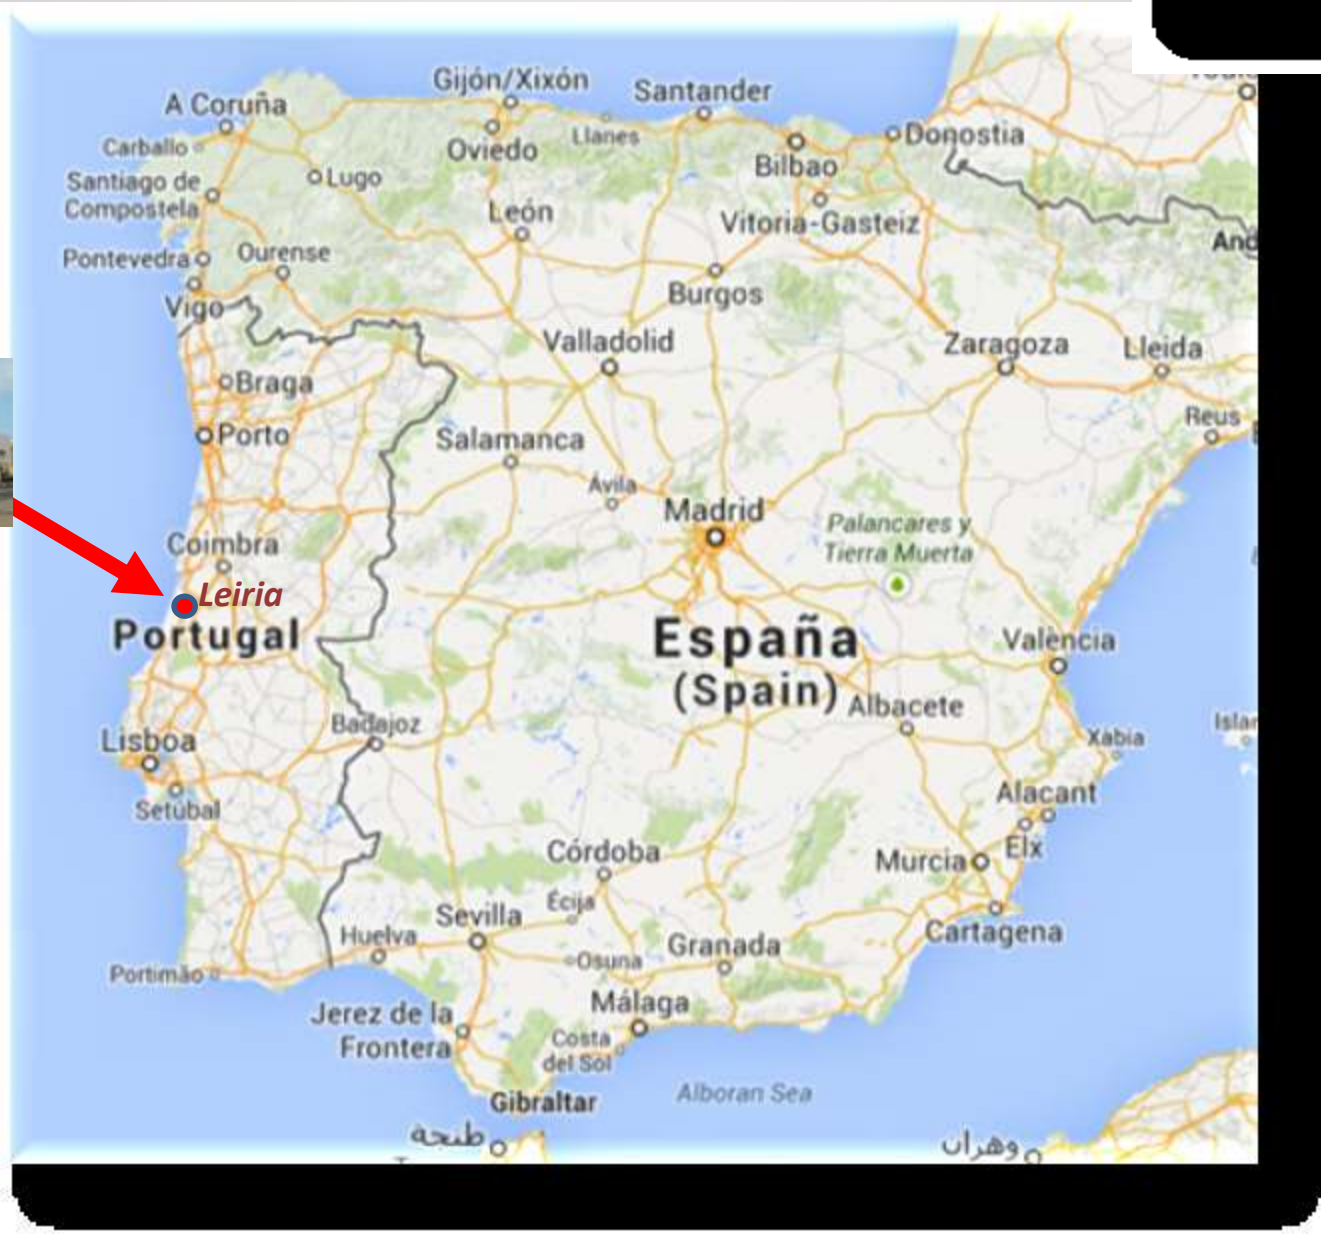 Gijón/Xixón
Santander
A Coruña
Donostia
Llanes
Carballo
Oviedo
Bilbao
Santiago de
Compostela
Lugo
León
Vitoria-Gasteiz
Pontevedra
Ourense
Burgos
Vigo
Valladolid
Zaragoza
Lleida
Braga
Reus
Porto
Salamanca
Ávila
Madrid
Palancares y
Tierra Muerta
Coimbra
Leiria
Portugal
España
(Spain)
València
Albacete
Badajoz
Lisboa
Xabia
Setúbal
Alacant
Elx
Córdoba
Murcia
Écija
Sevilla
Huelva
Granada
Cartagena
Osuna
Portimão
Málaga
Jerez de la
Frontera
Costa
del Sol
Alboran Sea
Gibraltar
طنجة
وهران